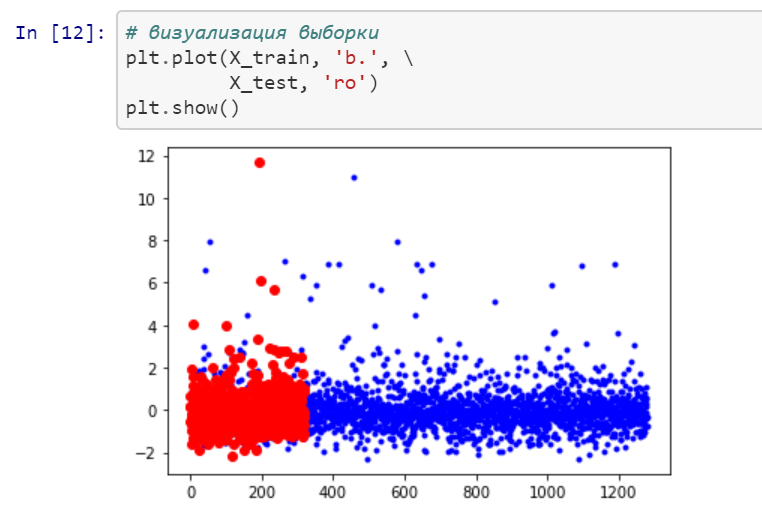 In [12]: # визуализация выборки
plt.plot(X_train, 'b.', \
X_test, 'ro')
plt.show()
12
10
8
6
4
2
0
−2
0 200 400 600 800 1000 1200